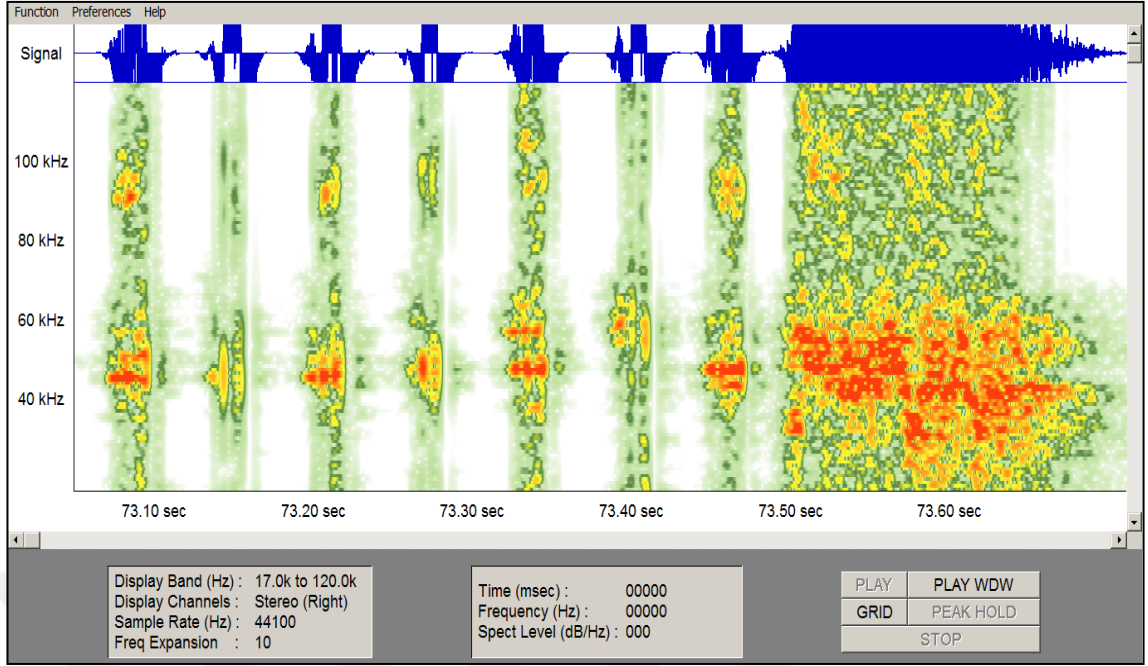 Function Preferences Help
Signal
100 kHz
80 kHz
60 kHz
40 kHz
73.10 sec 73.20 sec 73.30 sec 73.40 sec 73.50 sec 73.60 sec
Display Band (Hz) : 17.0k to 120.0k
Display Channels : Stereo (Right)
Sample Rate (Hz) : 44100
Freq Expansion : 10
Time (msec) : 00000
Frequency (Hz) : 00000
Spect Level (dB/Hz) : 000
PLAY PLAY WDW
GRID PEAK HOLD
STOP